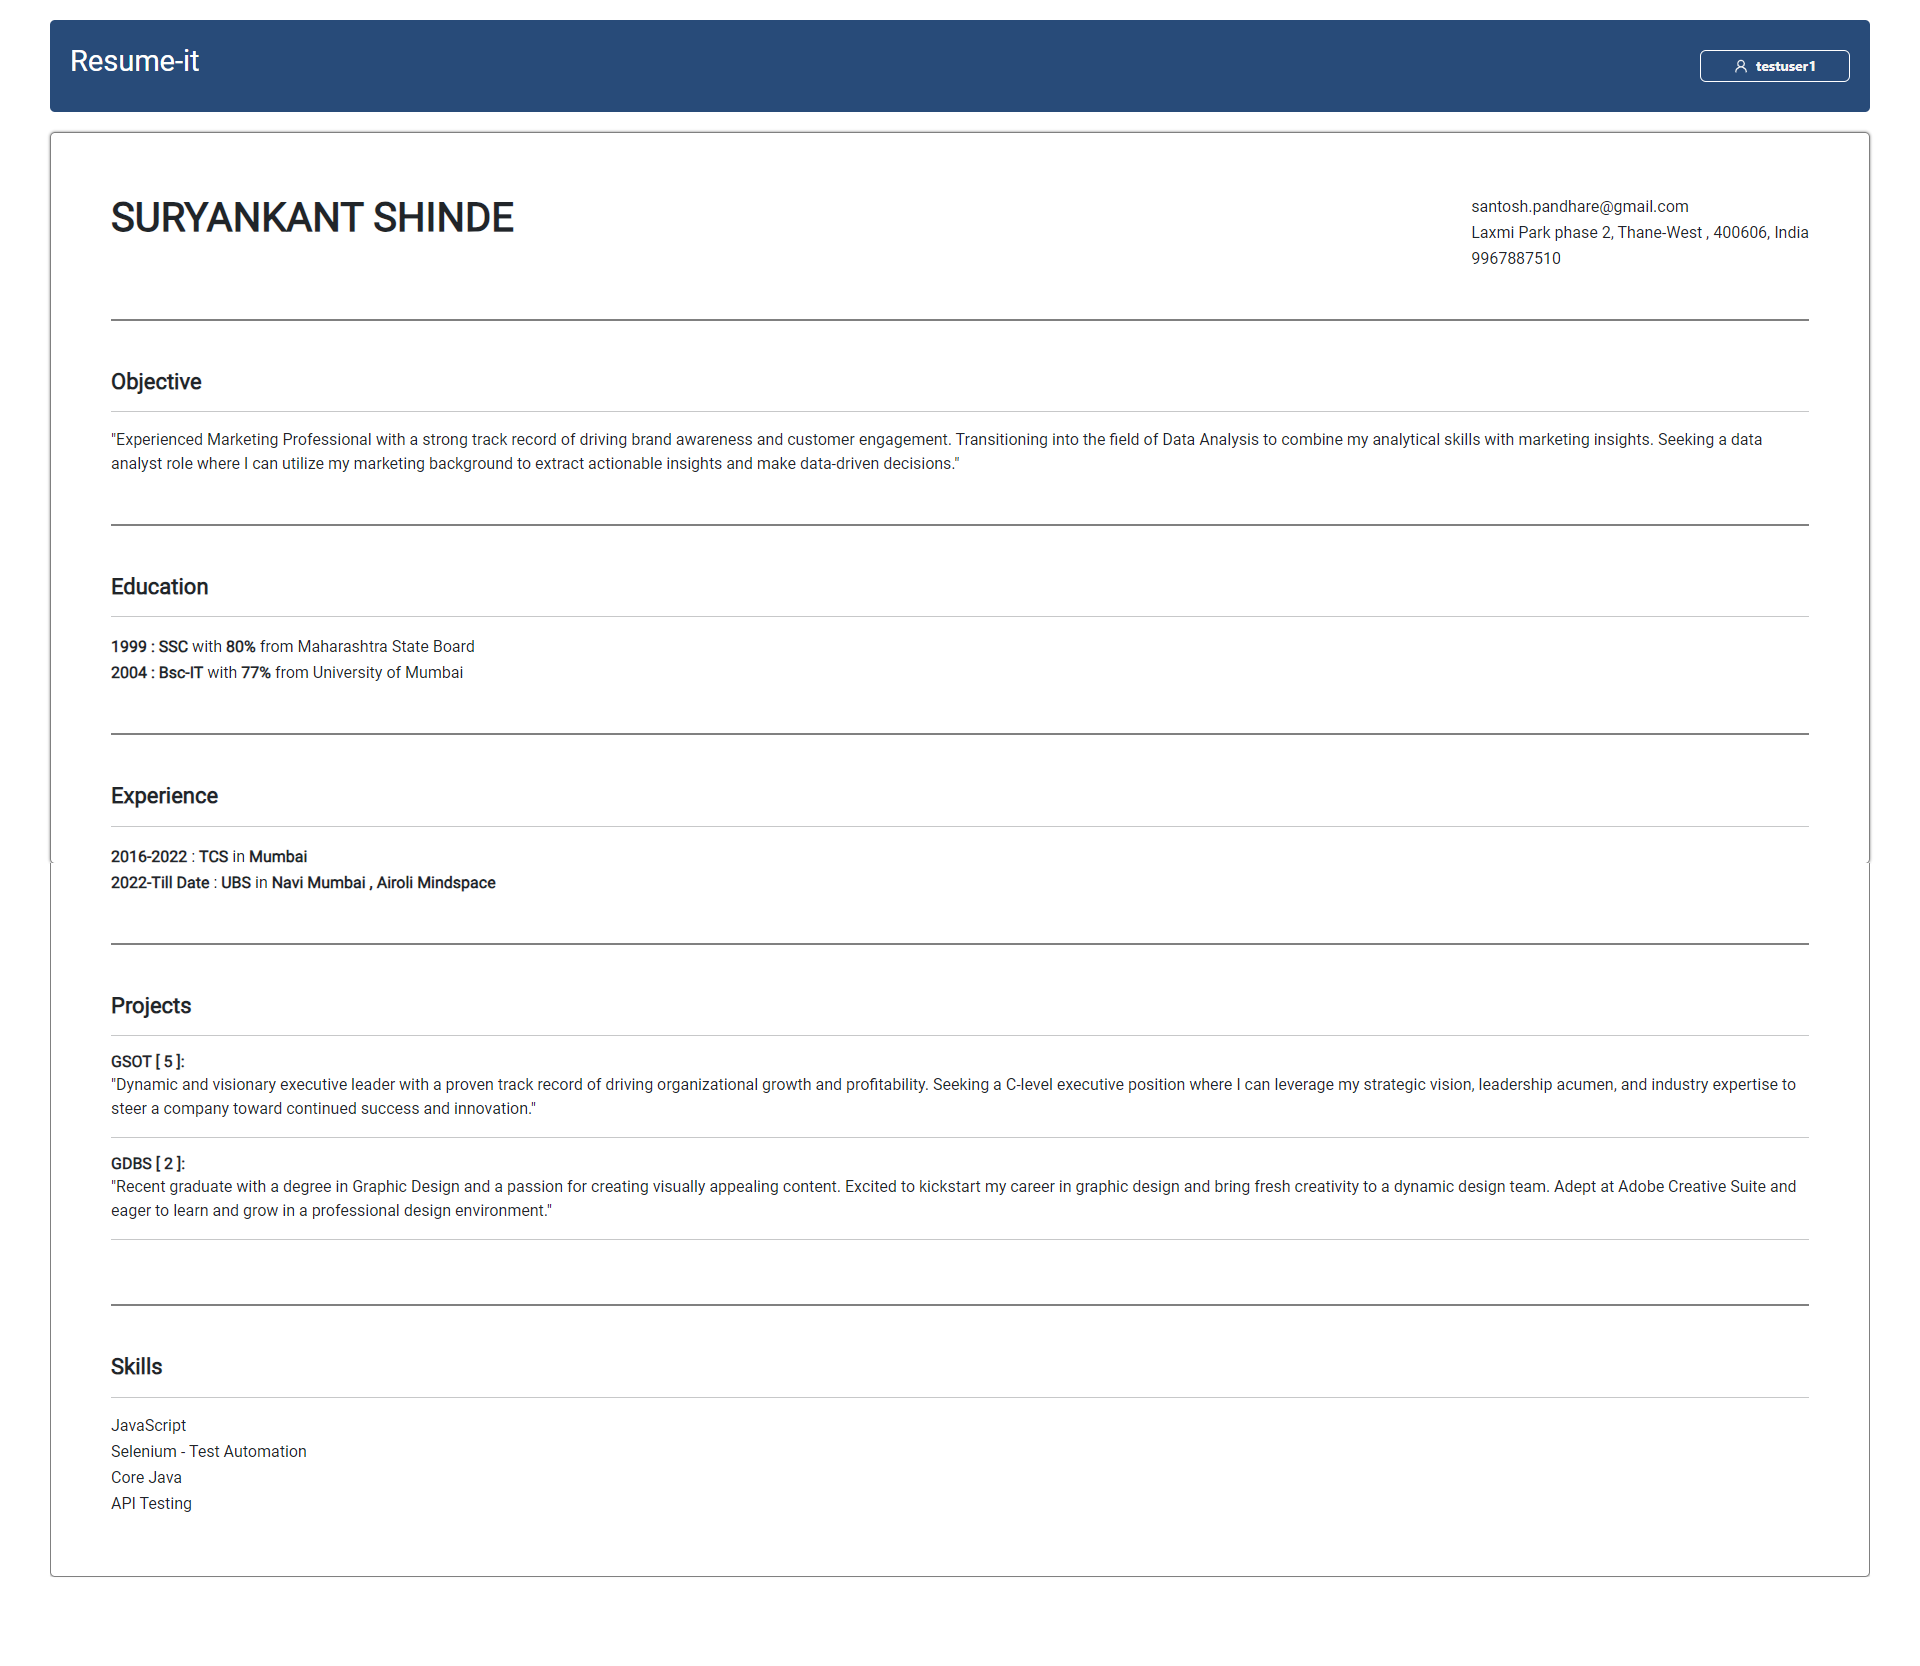 Resume-it
testuser1
SURYANKANT SHINDE
santosh.pandhare@gmail.com
Laxmi Park phase 2, Thane-West , 400606, India
9967887510
Objective
"Experienced Marketing Professional with a strong track record of driving brand awareness and customer engagement. Transitioning into the field of Data Analysis to combine my analytical skills with marketing insights. Seeking a data
analyst role where I can utilize my marketing background to extract actionable insights and make data-driven decisions."
Education
1999 : SSC with 80% from Maharashtra State Board
2004 : Bsc-IT with 77% from University of Mumbai
Experience
2016-2022 : TCS in Mumbai
2022-Till Date : UBS in Navi Mumbai , Airoli Mindspace
Projects
GSOT [ 5 ]:
"Dynamic and visionary executive leader with a proven track record of driving organizational growth and profitability. Seeking a C-level executive position where I can leverage my strategic vision, leadership acumen, and industry expertise to
steer a company toward continued success and innovation."
GDBS [ 2 ]:
"Recent graduate with a degree in Graphic Design and a passion for creating visually appealing content. Excited to kickstart my career in graphic design and bring fresh creativity to a dynamic design team. Adept at Adobe Creative Suite and
eager to learn and grow in a professional design environment."
Skills
JavaScript
Selenium - Test Automation
Core Java
API Testing